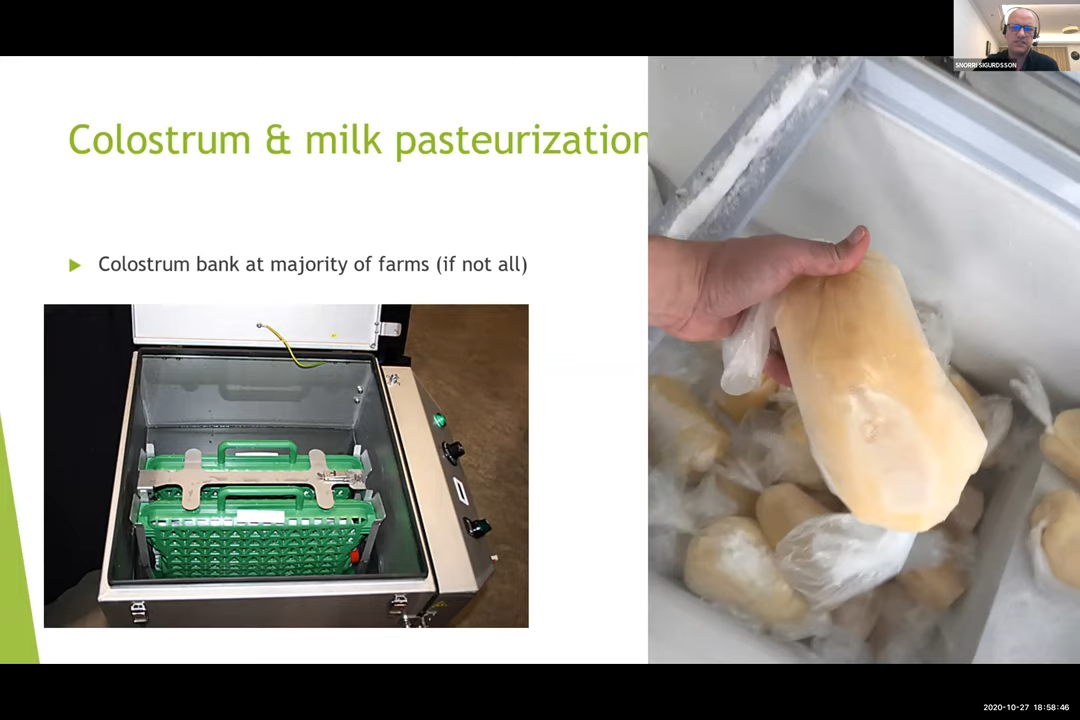 SNORRI SIGURDSSON
Colostrum & milk pasteurization
Colostrum bank at majority of farms (if not all)
2020-10-27 18:58:46